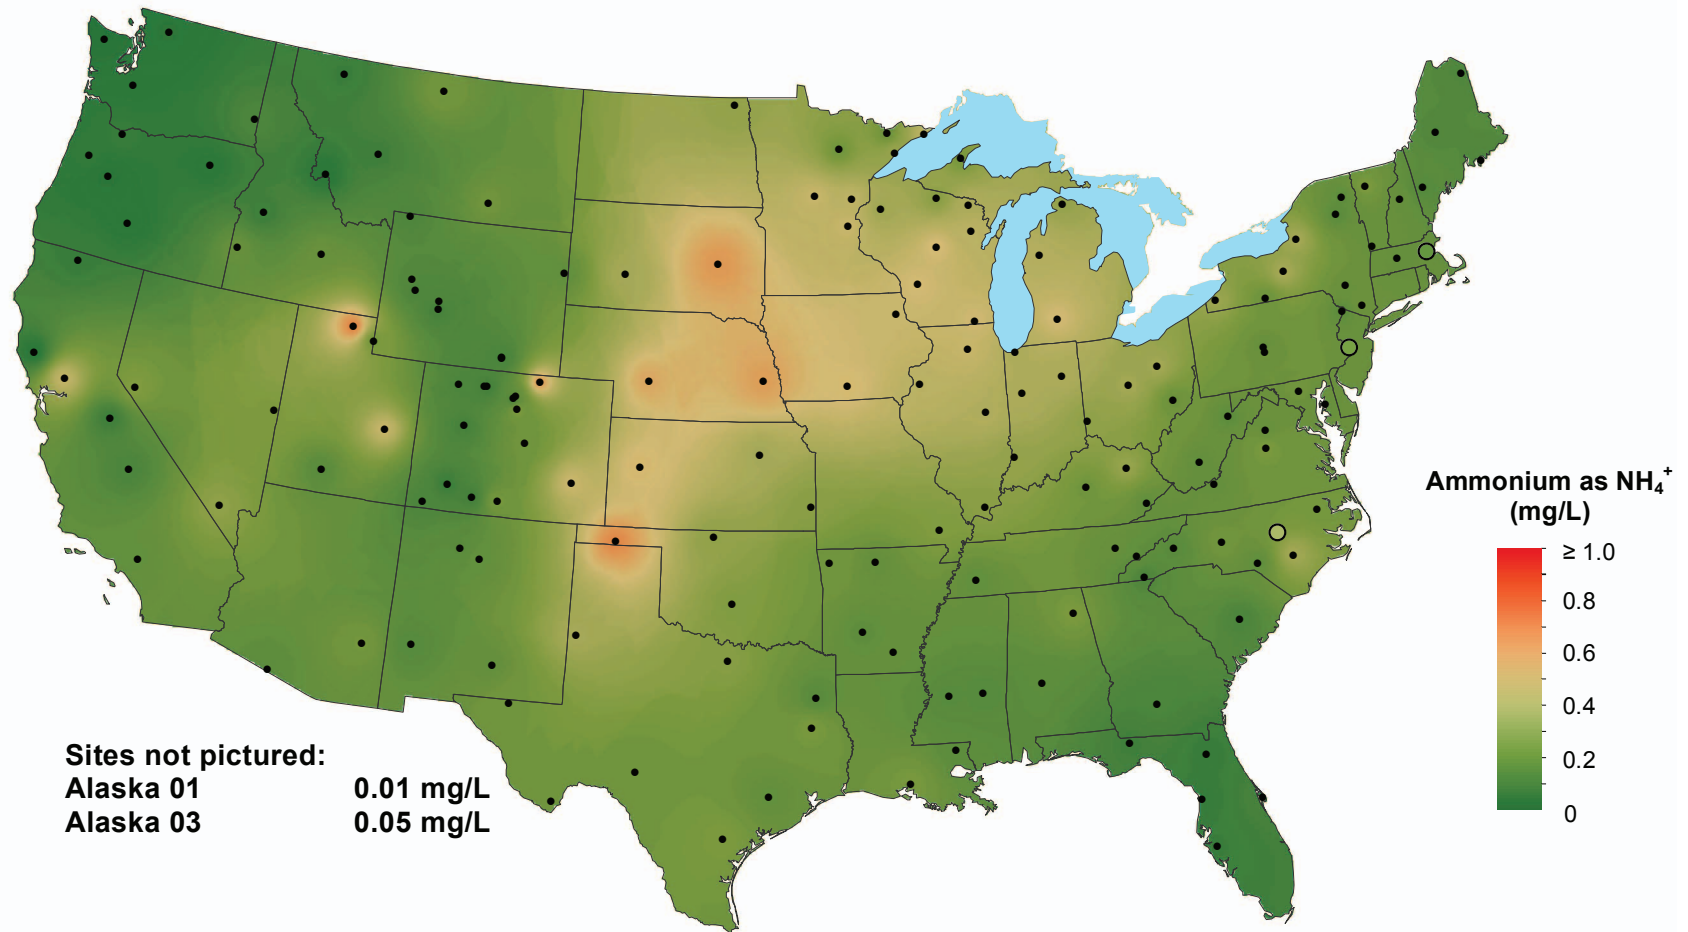 Ammonium as NH₄⁺
(mg/L)
≥ 1.0
0.8
0.6
0.4
0.2
0
Sites not pictured:
Alaska 01 0.01 mg/L
Alaska 03 0.05 mg/L